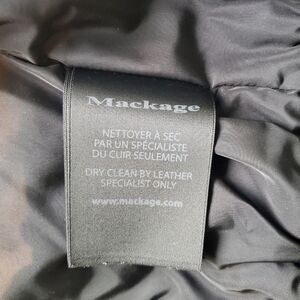 Mackage
NETTOYER À SEC
PAR UN SPÉCIALISTE
DU CUIR SEULEMENT
DRY CLEAN BY LEATHER
SPECIALIST ONLY
www.mackage.com